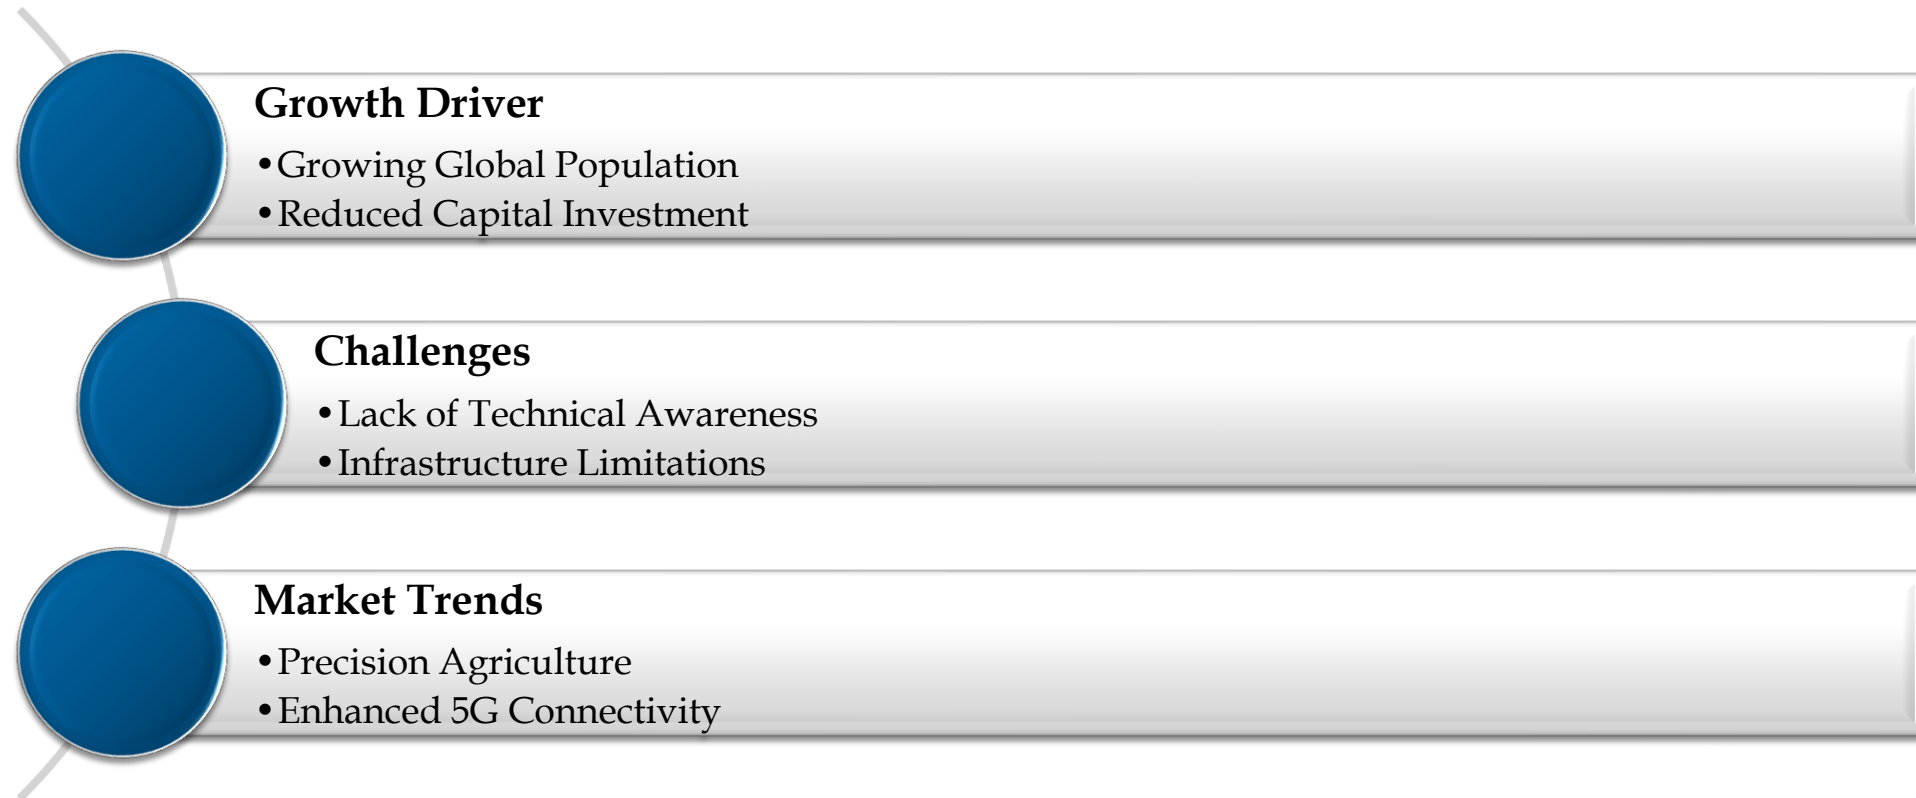 Growth Driver
•Growing Global Population
•Reduced Capital Investment
Challenges
•Lack of Technical Awareness
•Infrastructure Limitations
Market Trends
•Precision Agriculture
•Enhanced 5G Connectivity